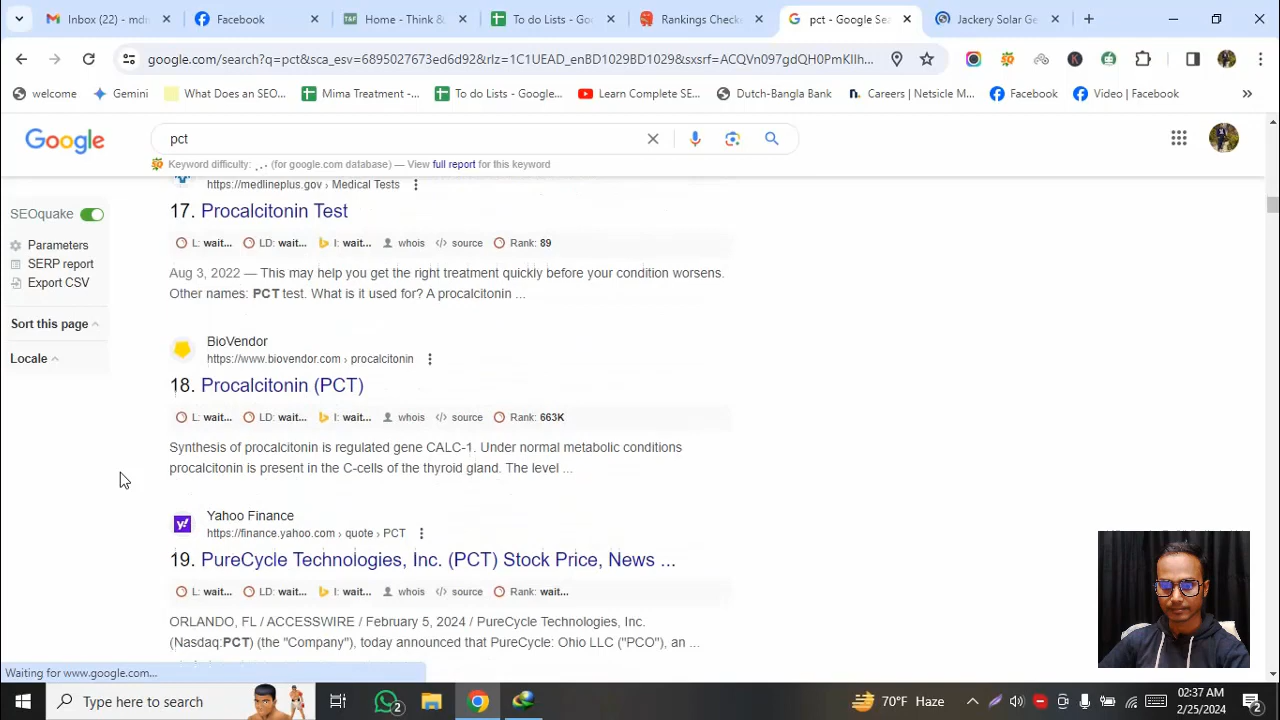 Inbox (2) - mdn
Facebook
Home - Think &
To do Lists - Goo
Rankings Check
pct - Google Sea
Jackery Solar Ge
google.com/search?q=pct&sca_esv=6095027673ed6d92&rlz=1C1UEAD_enBD1029BD1029&sxsrf=ACQVn097gdQH0PmKIIh...
welcome
Gemini
What Does an SEO...
Mima Treatment -...
To do Lists - Google...
Learn Complete SE...
Dutch-Bangla Bank
Careers | Netsicle M...
Facebook
Video | Facebook
Google
pct
Keyword difficulty: ... (for google.com database) — View full report for this keyword
SEOquake
Parameters
SERP report
Export CSV
Sort this page
Locale
https://medlineplus.gov › Medical Tests
17. Procalcitonin Test
L: wait... LD: wait... I: wait... whois </> source Rank: 89
Aug 3, 2022 — This may help you get the right treatment quickly before your condition worsens.
Other names: PCT test. What is it used for? A procalcitonin ...
BioVendor
https://www.biovendor.com › procalcitonin
18. Procalcitonin (PCT)
L: wait... LD: wait... I: wait... whois </> source Rank: 663K
Synthesis of procalcitonin is regulated gene CALC-1. Under normal metabolic conditions
procalcitonin is present in the C-cells of the thyroid gland. The level ...
Yahoo Finance
https://finance.yahoo.com › quote › PCT
19. PureCycle Technologies, Inc. (PCT) Stock Price, News ...
L: wait... LD: wait... I: wait... whois </> source Rank: wait...
ORLANDO, FL / ACCESSWIRE / February 5, 2024 / PureCycle Technologies, Inc.
(Nasdaq:PCT) (the "Company"), today announced that PureCycle: Ohio LLC ("PCO"), an ...
Waiting for www.google.com...
Type here to search
2
70°F Haze
02:37 AM
2/25/2024
2